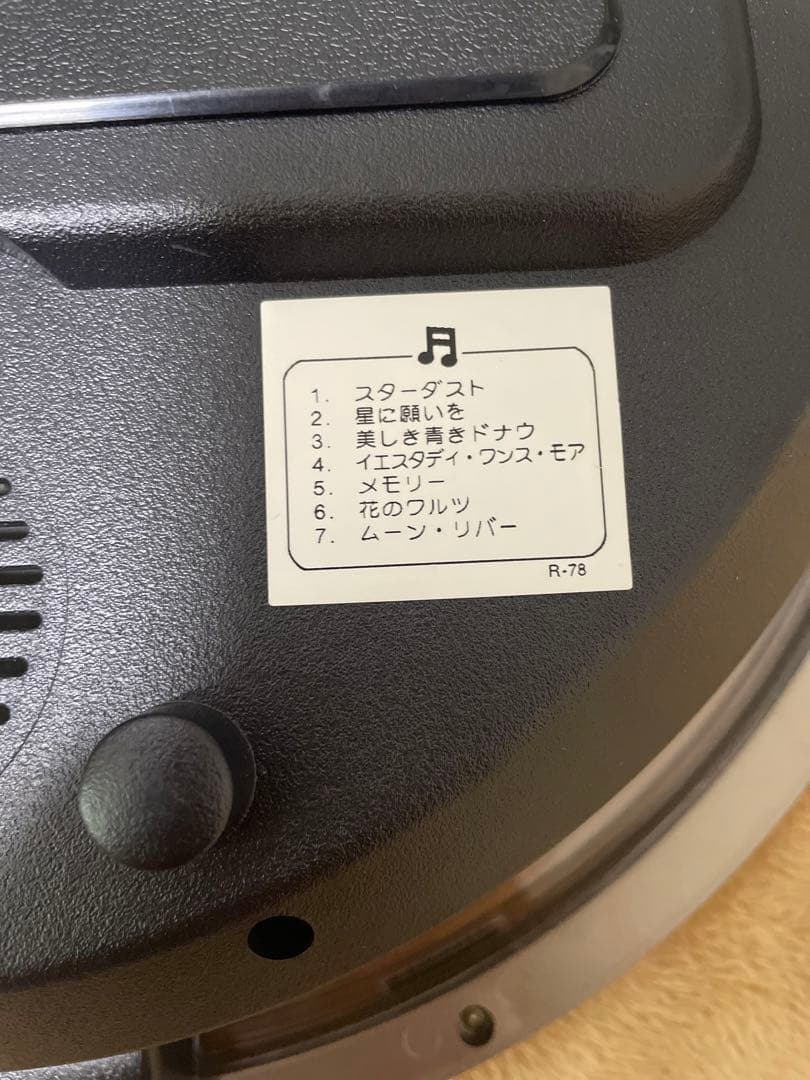 1. スターダスト
2. 星に願いを
3. 美しき青きドナウ
4. イエスタディ・ワンス・モア
5. メモリー
6. 花のワルツ
7. ムーン・リバー
R-78